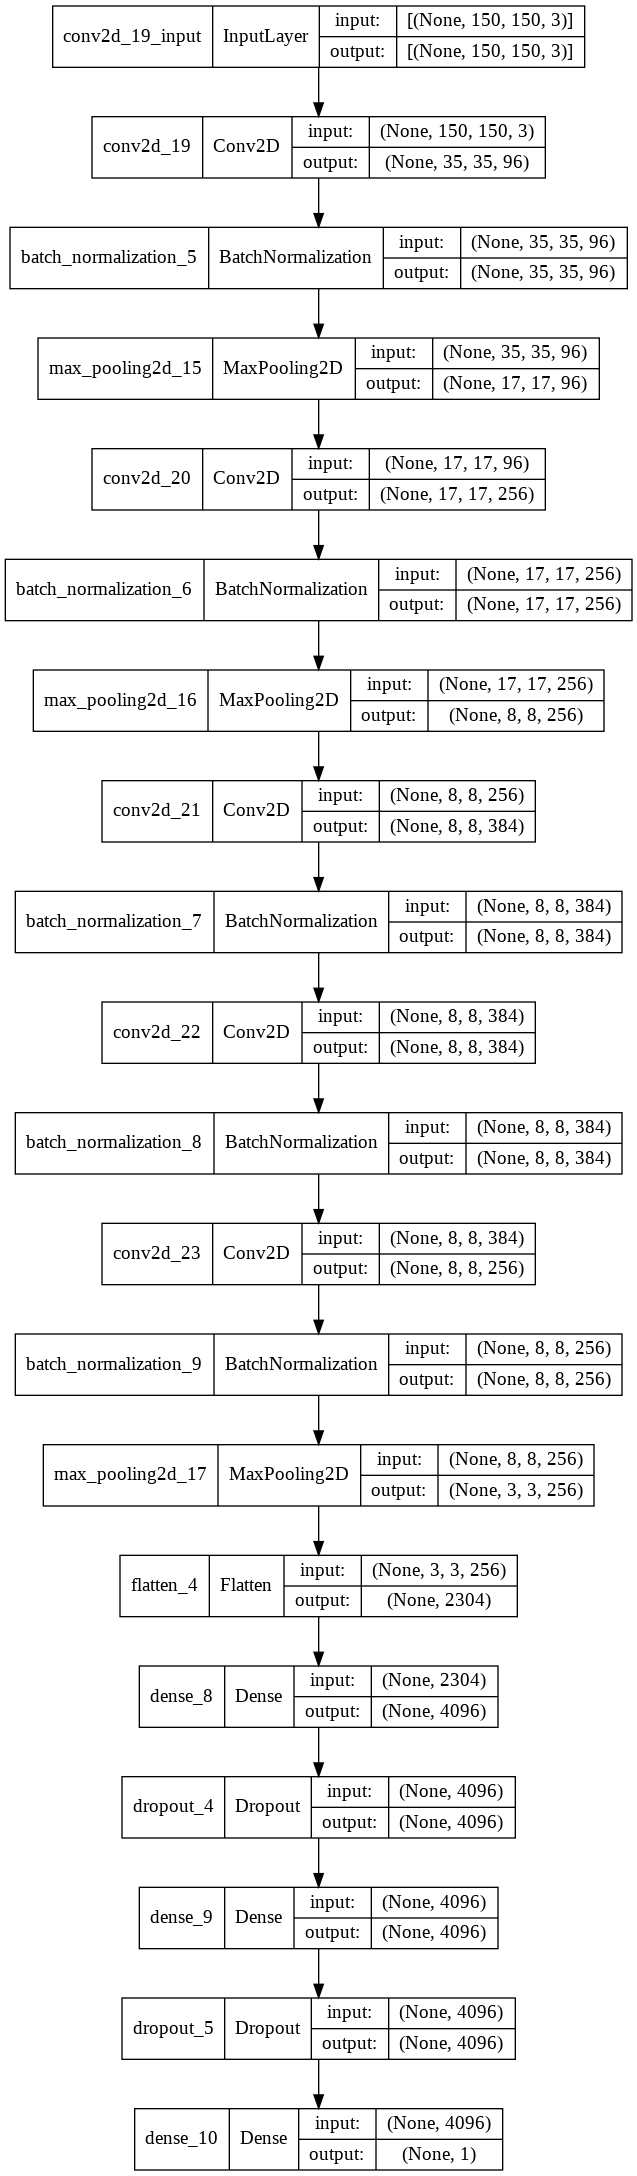 conv2d_19_input InputLayer input: [(None, 150, 150, 3)]
output: [(None, 150, 150, 3)]
conv2d_19 Conv2D input: (None, 150, 150, 3)
output: (None, 35, 35, 96)
batch_normalization_5 BatchNormalization input: (None, 35, 35, 96)
output: (None, 35, 35, 96)
max_pooling2d_15 MaxPooling2D input: (None, 35, 35, 96)
output: (None, 17, 17, 96)
conv2d_20 Conv2D input: (None, 17, 17, 96)
output: (None, 17, 17, 256)
batch_normalization_6 BatchNormalization input: (None, 17, 17, 256)
output: (None, 17, 17, 256)
max_pooling2d_16 MaxPooling2D input: (None, 17, 17, 256)
output: (None, 8, 8, 256)
conv2d_21 Conv2D input: (None, 8, 8, 256)
output: (None, 8, 8, 384)
batch_normalization_7 BatchNormalization input: (None, 8, 8, 384)
output: (None, 8, 8, 384)
conv2d_22 Conv2D input: (None, 8, 8, 384)
output: (None, 8, 8, 384)
batch_normalization_8 BatchNormalization input: (None, 8, 8, 384)
output: (None, 8, 8, 384)
conv2d_23 Conv2D input: (None, 8, 8, 384)
output: (None, 8, 8, 256)
batch_normalization_9 BatchNormalization input: (None, 8, 8, 256)
output: (None, 8, 8, 256)
max_pooling2d_17 MaxPooling2D input: (None, 8, 8, 256)
output: (None, 3, 3, 256)
flatten_4 Flatten input: (None, 3, 3, 256)
output: (None, 2304)
dense_8 Dense input: (None, 2304)
output: (None, 4096)
dropout_4 Dropout input: (None, 4096)
output: (None, 4096)
dense_9 Dense input: (None, 4096)
output: (None, 4096)
dropout_5 Dropout input: (None, 4096)
output: (None, 4096)
dense_10 Dense input: (None, 4096)
output: (None, 1)